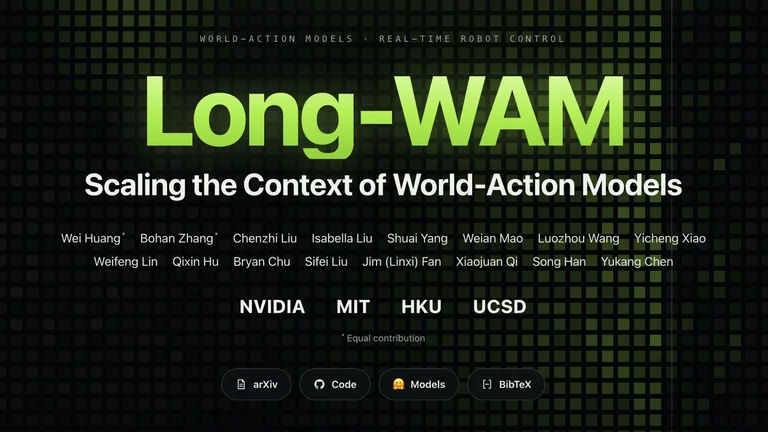 WORLD-ACTION MODELS · REAL-TIME ROBOT CONTROL
Long-WAM
Scaling the Context of World-Action Models
Wei Huang* Bohan Zhang* Chenzhi Liu Isabella Liu Shuai Yang Weian Mao Luozhou Wang Yicheng Xiao
Weifeng Lin Qixin Hu Bryan Chu Sifei Liu Jim (Linxi) Fan Xiaojuan Qi Song Han Yukang Chen
NVIDIA MIT HKU UCSD
* Equal contribution
arXiv Code Models BibTeX